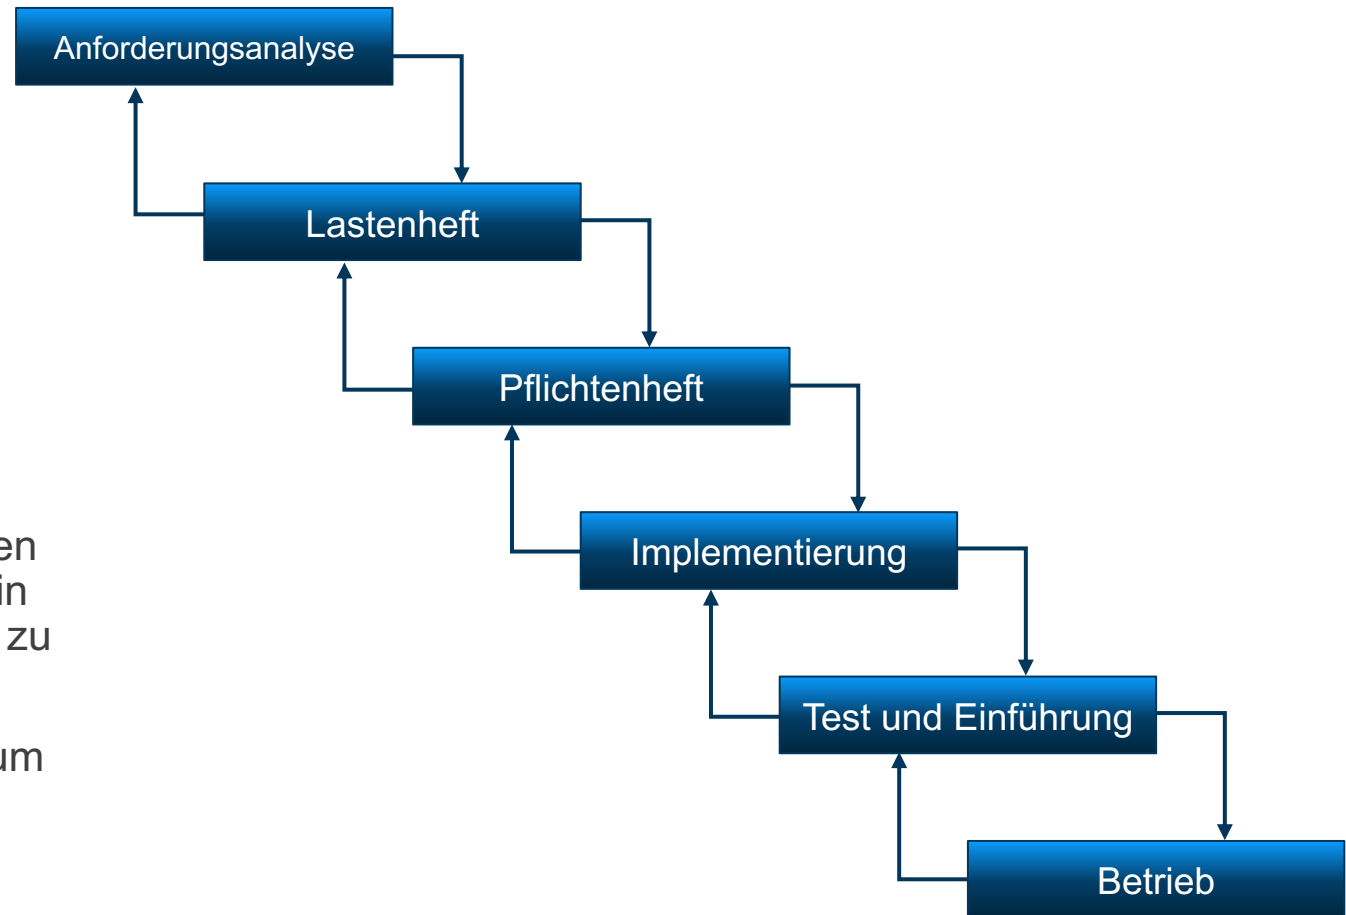 Anforderungsanalyse
Lastenheft
Pflichtenheft
en
Implementierung
in
zu
Test und Einführung
um
Betrieb